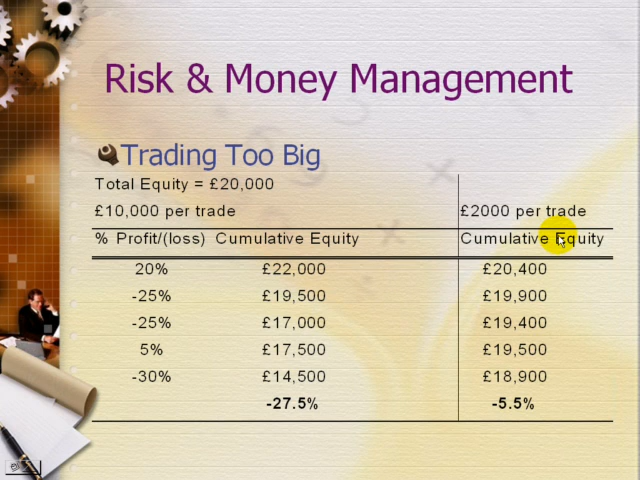 Risk & Money Management
Trading Too Big
Total Equity = £20,000
£10,000 per trade £2000 per trade
% Profit/(loss) Cumulative Equity Cumulative Equity
20% £22,000 £20,400
-25% £19,500 £19,900
-25% £17,000 £19,400
5% £17,500 £19,500
-30% £14,500 £18,900
-27.5% -5.5%